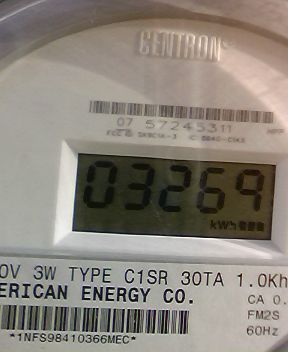 CENTRON
07 57245311
03269
kWh
0V 3W TYPE C1SR 30TA 1.0Kh
ERICAN ENERGY CO. CA 0.
FM2S
*1NFS98410366MEC* 60Hz